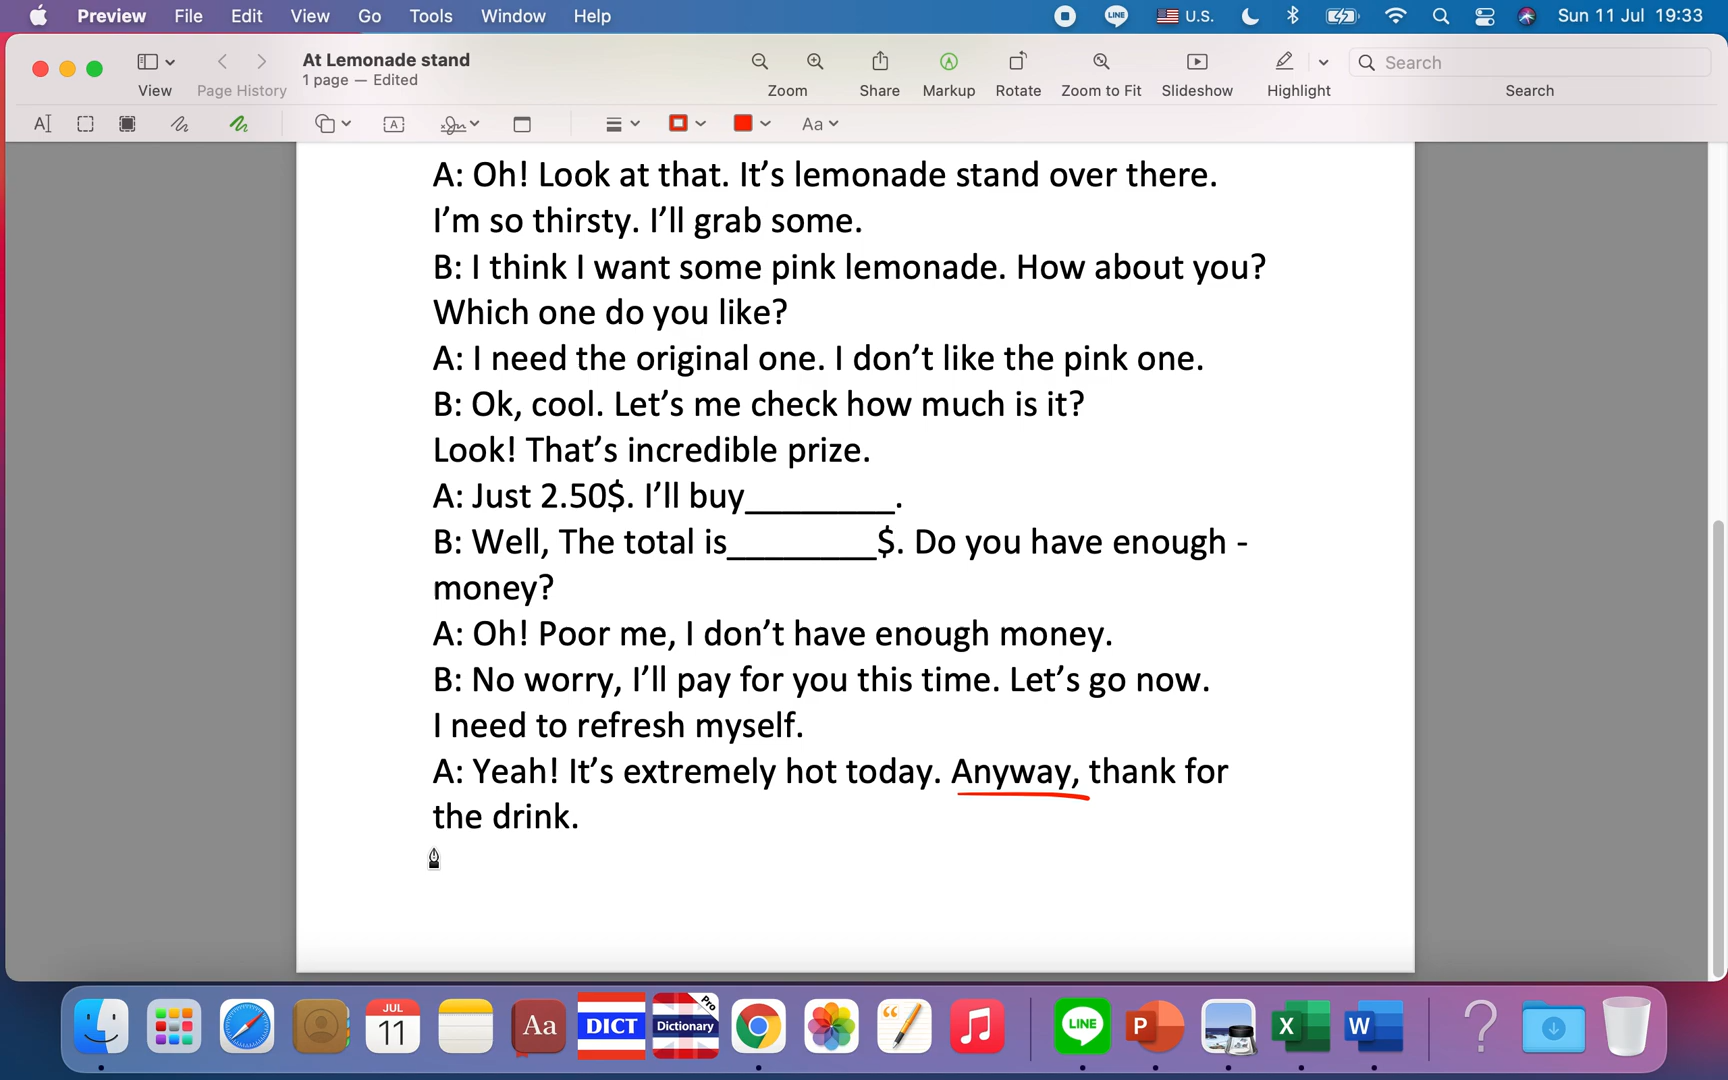 Preview File Edit View Go Tools Window Help LINE U.S. Sun 11 Jul 19:33
At Lemonade stand
1 page — Edited
View Page History Zoom Share Markup Rotate Zoom to Fit Slideshow Highlight Search
Search
A A Aa
A: Oh! Look at that. It’s lemonade stand over there.
I’m so thirsty. I’ll grab some.
B: I think I want some pink lemonade. How about you?
Which one do you like?
A: I need the original one. I don’t like the pink one.
B: Ok, cool. Let’s me check how much is it?
Look! That’s incredible prize.
A: Just 2.50$. I’ll buy________.
B: Well, The total is________$. Do you have enough -
money?
A: Oh! Poor me, I don’t have enough money.
B: No worry, I’ll pay for you this time. Let’s go now.
I need to refresh myself.
A: Yeah! It’s extremely hot today. Anyway, thank for
the drink.
JUL
11
Aa
DICT
Dictionary
Pro
LINE
P
X
W
?